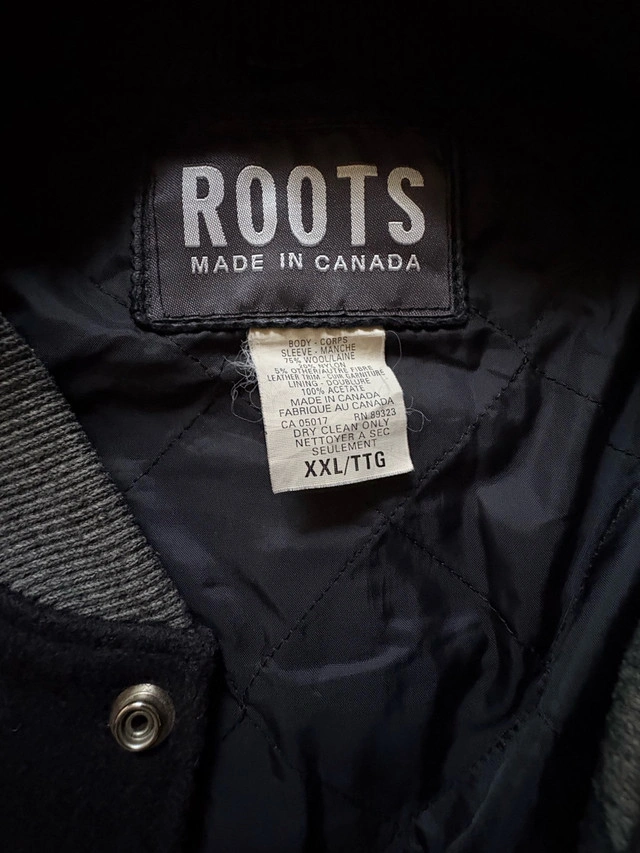 ROOTS
MADE IN CANADA
BODY - CORPS
SLEEVE - MANCHE
75% WOOL/LAINE
20% NYLON
5% OTHER/AUTRE FIBRE
LEATHER TRIM - CUIR GARNITURE
LINING - DOUBLURE
100% ACETATE
MADE IN CANADA
FABRIQUE AU CANADA
CA 05017 RN 89323
DRY CLEAN ONLY
NETTOYER A SEC
SEULEMENT
XXL/TTG